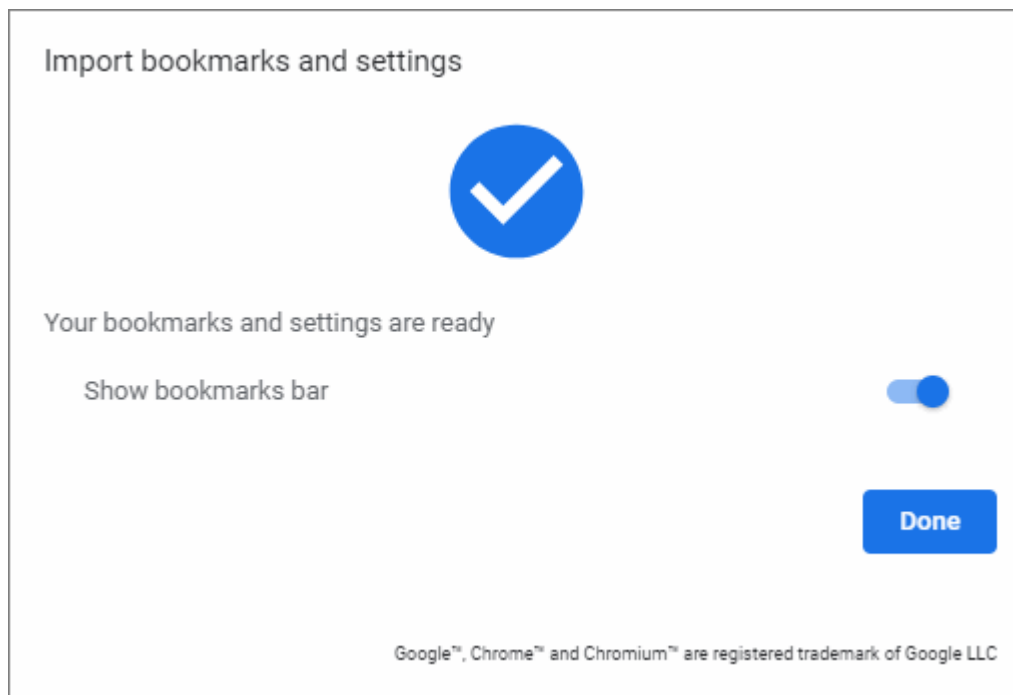 Import bookmarks and settings
Your bookmarks and settings are ready
Show bookmarks bar
Done
Google™, Chrome™ and Chromium™ are registered trademark of Google LLC